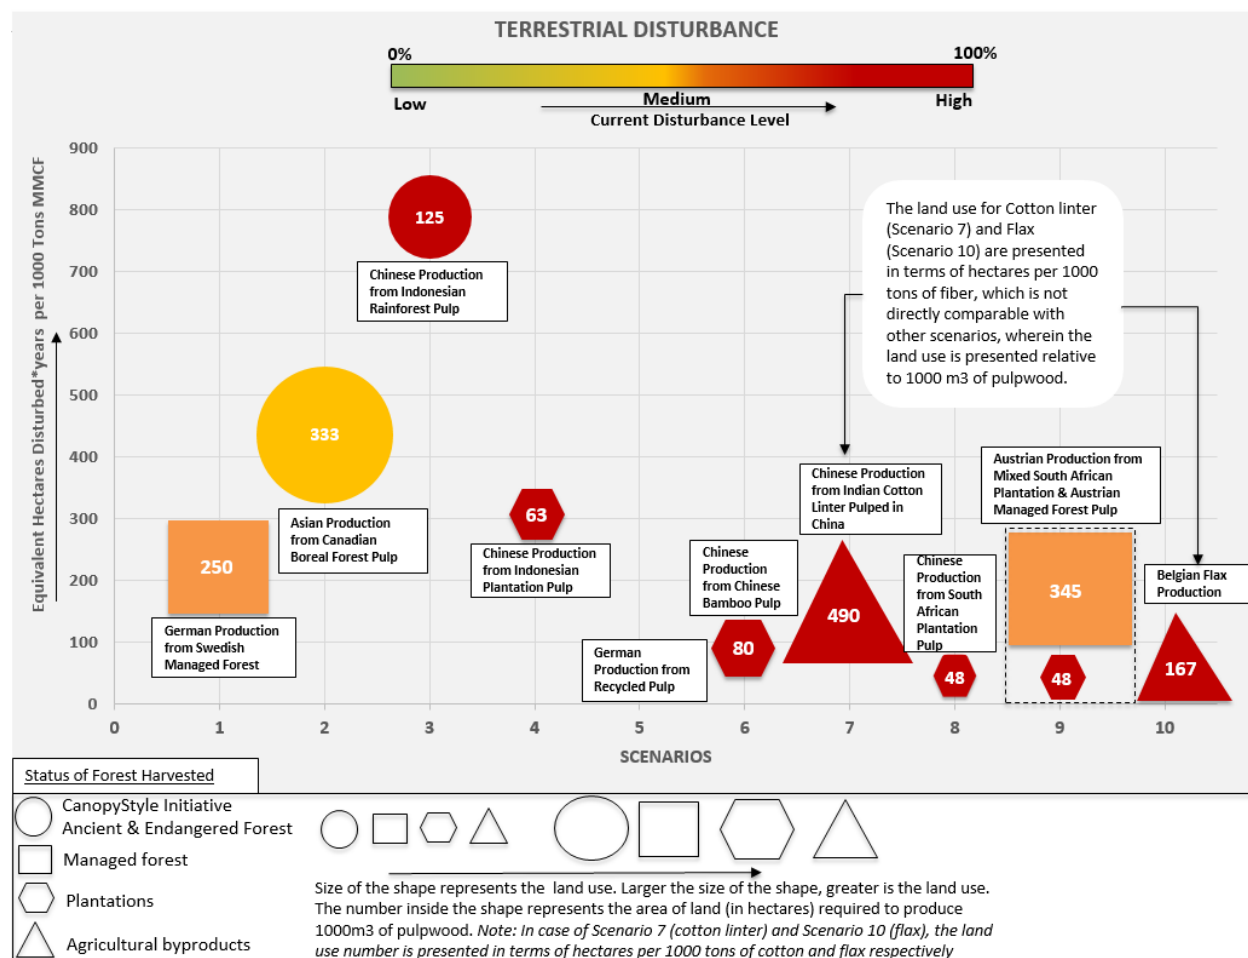 TERRESTRIAL DISTURBANCE
0%
100%
Low
Medium
High
Current Disturbance Level
Equivalent Hectares Disturbed*years per 1000 Tons MMCF
900
800
700
600
500
400
300
200
100
0
125
Chinese Production
from Indonesian
Rainforest Pulp
The land use for Cotton linter
(Scenario 7) and Flax
(Scenario 10) are presented
in terms of hectares per 1000
tons of fiber, which is not
directly comparable with
other scenarios, wherein the
land use is presented relative
to 1000 m3 of pulpwood.
333
Asian Production
from Canadian
Boreal Forest Pulp
250
German Production
from Swedish
Managed Forest
63
Chinese Production
from Indonesian
Plantation Pulp
German
Production from
Recycled Pulp
Chinese
Production
from Chinese
Bamboo Pulp
80
Chinese Production
from Indian Cotton
Linter Pulped in
China
490
Chinese
Production
from South
African
Plantation
Pulp
48
Austrian Production from
Mixed South African
Plantation & Austrian
Managed Forest Pulp
345
48
Belgian Flax
Production
167
0
1
2
3
4
5
6
7
8
9
10
SCENARIOS
Status of Forest Harvested
CanopyStyle Initiative
Ancient & Endangered Forest
Managed forest
Plantations
Agricultural byproducts
Size of the shape represents the land use. Larger the size of the shape, greater is the land use.
The number inside the shape represents the area of land (in hectares) required to produce
1000m3 of pulpwood. Note: In case of Scenario 7 (cotton linter) and Scenario 10 (flax), the land
use number is presented in terms of hectares per 1000 tons of cotton and flax respectively